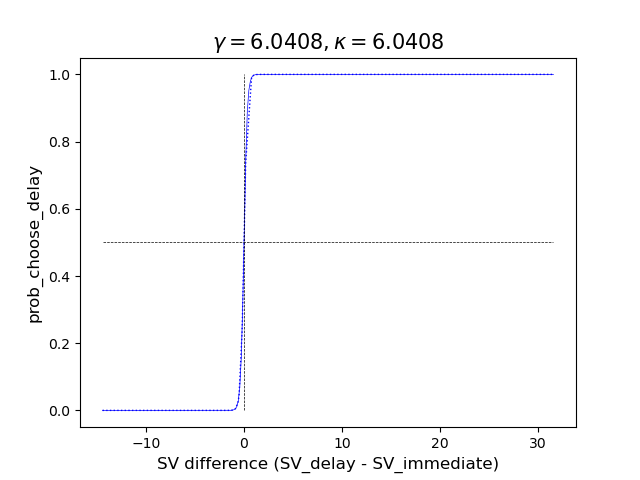 γ = 6.0408, κ = 6.0408
1.0
0.8
0.6
0.4
0.2
0.0
prob_choose_delay
−10 0 10 20 30
SV difference (SV_delay - SV_immediate)